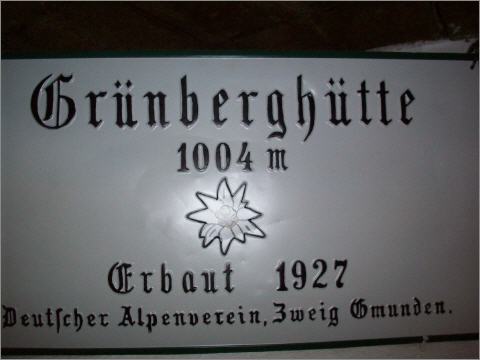 Grünberghütte
1004 m
Erbaut 1927
Deutſcher Alpenverein, Zweig Gmunden.